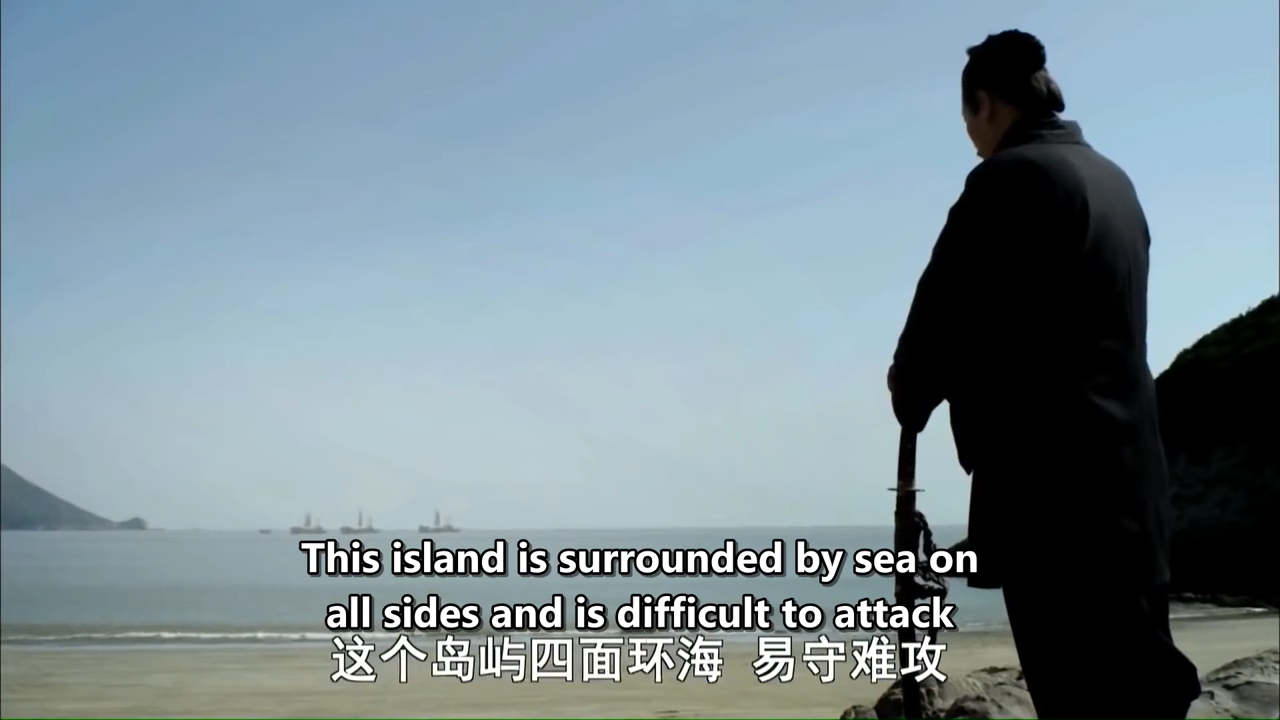 This island is surrounded by sea on
all sides and is difficult to attack
这个岛屿四面环海 易守难攻